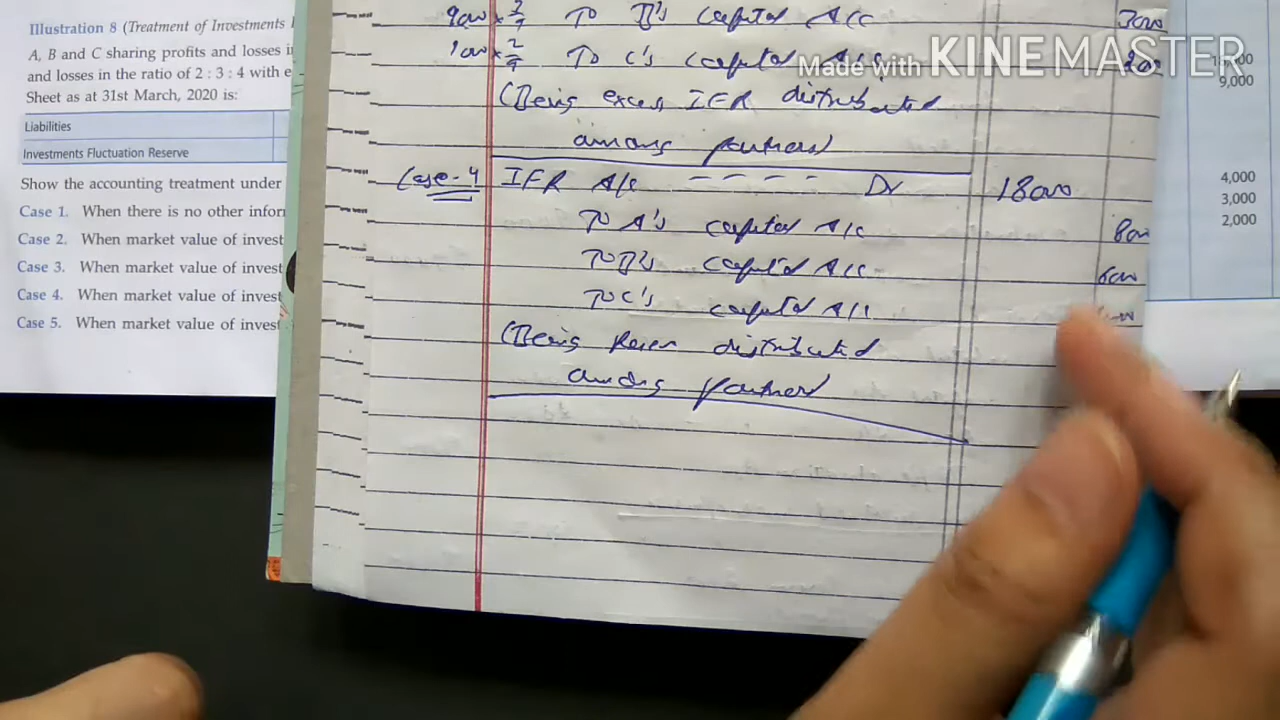 Illustration 8 (Treatment of Investments
A, B and C sharing profits and losses i
and losses in the ratio of 2 : 3 : 4 with e
Sheet as at 31st March, 2020 is:
Liabilities
Investments Fluctuation Reserve
Show the accounting treatment under
Case 1. When there is no other infor
Case 2. When market value of invest
Case 3. When market value of invest
Case 4. When market value of invest
Case 5. When market value of invest
To B's Capital A/c
To C's Capital A/c
Made with KINEMASTER
(Being excess IFR distributed
among partners)
Case-4 IFR A/c Dr 18000
To A's capital A/c
To B's capital A/c
To C's capital A/c
(Being Reser distributed
among partners)
9,000
4,000
3,000
2,000